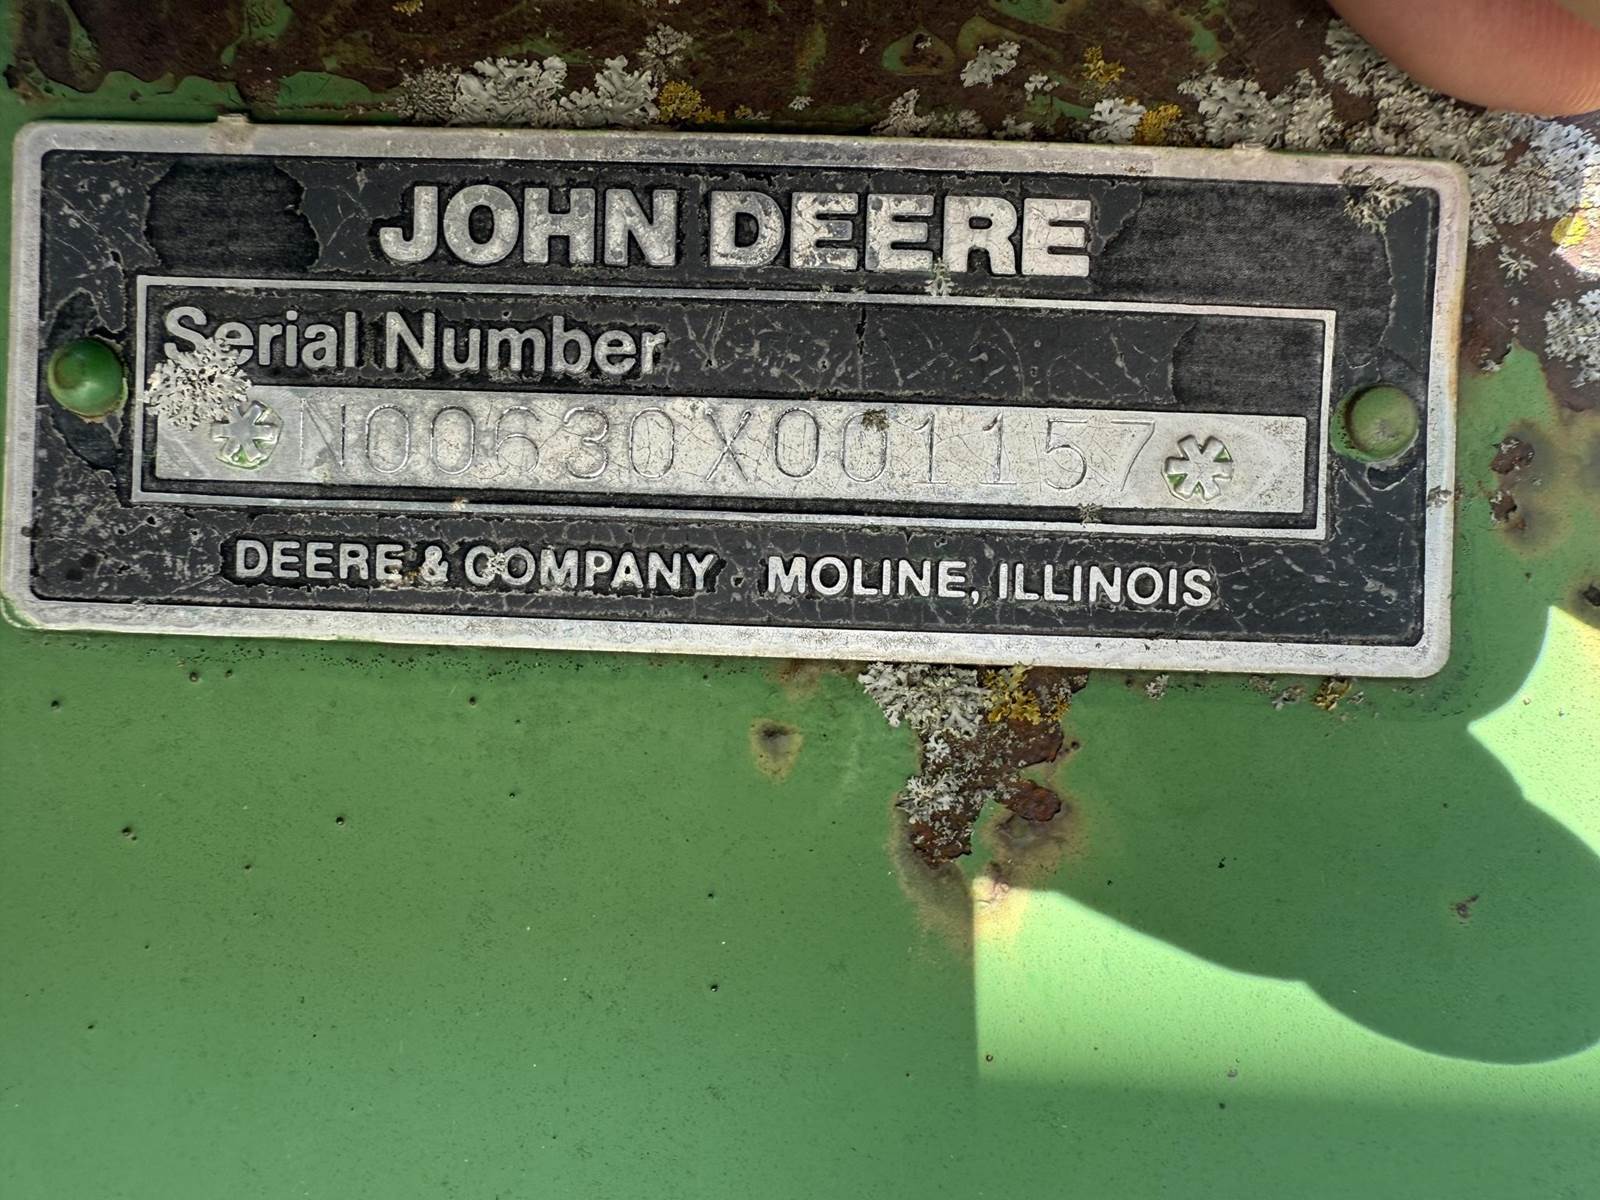 JOHN DEERE
Serial Number
*N00630X001157*
DEERE & COMPANY MOLINE, ILLINOIS